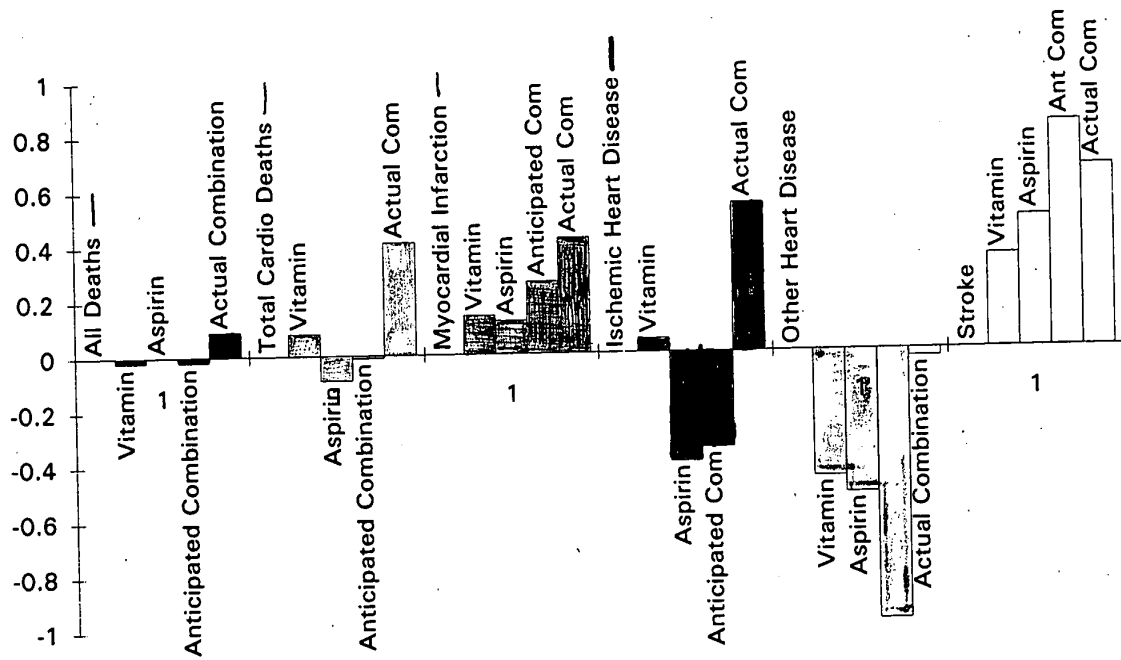 1
0.8
0.6
0.4
0.2
0
-0.2
-0.4
-0.6
-0.8
-1
All Deaths
Vitamin
Aspirin
Anticipated Combination
Actual Combination
1
Total Cardio Deaths
Vitamin
Aspirin
Anticipated Combination
Actual Com
Myocardial Infarction
Vitamin
Aspirin
Anticipated Com
Actual Com
1
Ischemic Heart Disease
Vitamin
Aspirin
Anticipated Com
Actual Com
Other Heart Disease
Vitamin
Aspirin
Actual Combination
Stroke
Vitamin
Aspirin
Ant Com
Actual Com
1